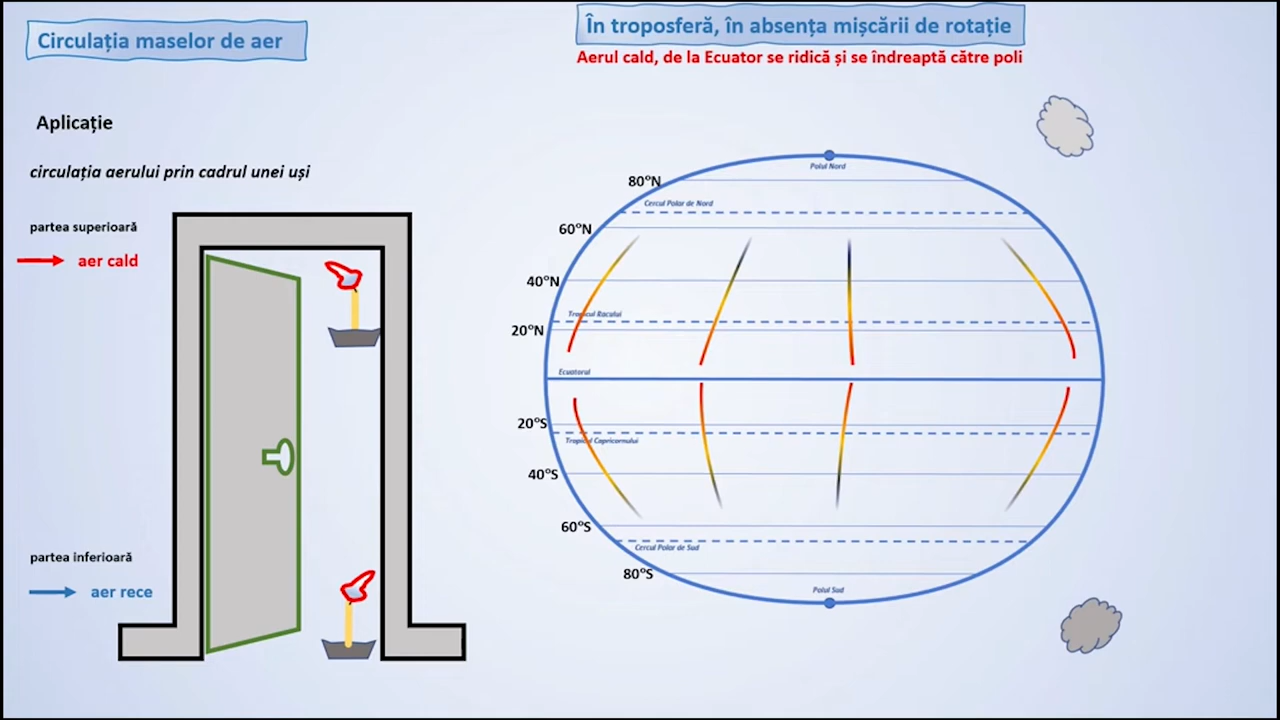 Circulația maselor de aer
În troposferă, în absența mișcării de rotație
Aerul cald, de la Ecuator se ridică și se îndreaptă către poli
Aplicație
circulația aerului prin cadrul unei uși
partea superioară
aer cald
partea inferioară
aer rece
Polul Nord
80°N
Cercul Polar de Nord
60°N
40°N
Tropicul Racului
20°N
Ecuatorul
20°S
Tropicul Capricornului
40°S
60°S
Cercul Polar de Sud
80°S
Polul Sud